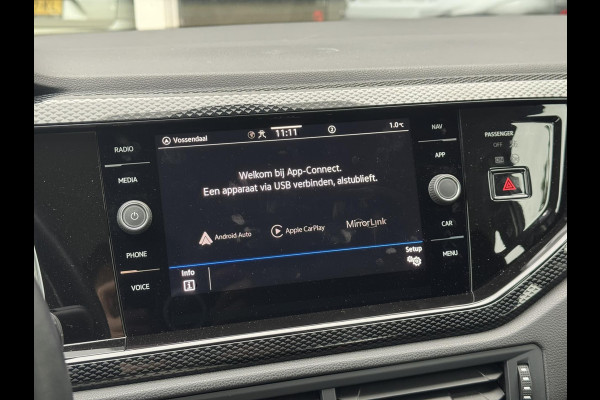 RADIO
MEDIA
PHONE
VOICE
Vossendaal
11:11
1.0°C
Welkom bij App-Connect.
Een apparaat via USB verbinden, alstublieft.
Android Auto
Apple CarPlay
MirrorLink
Info
Setup
NAV
APP
CAR
MENU
PASSENGER
OFF